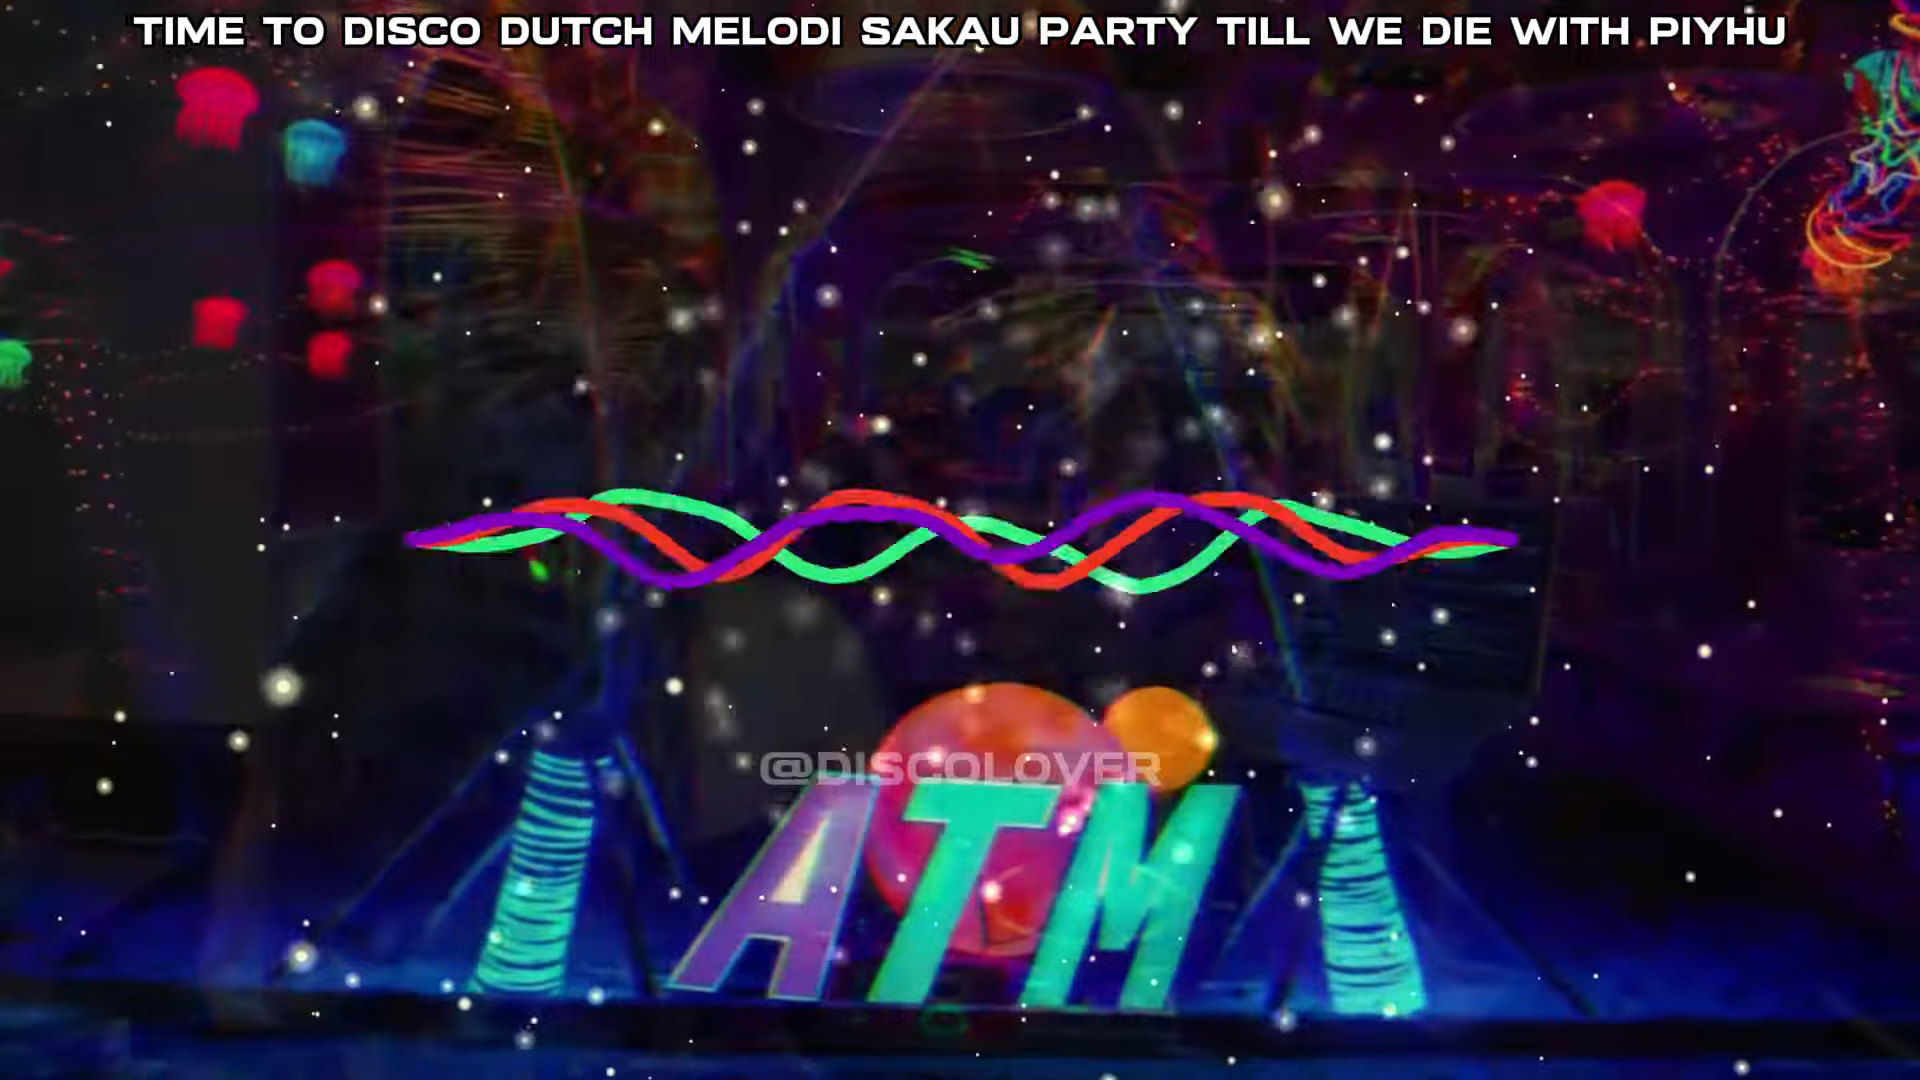 TIME TO DISCO DUTCH MELODI SAKAU PARTY TILL WE DIE WITH PIYHU
@DISCOLOVER
ATM